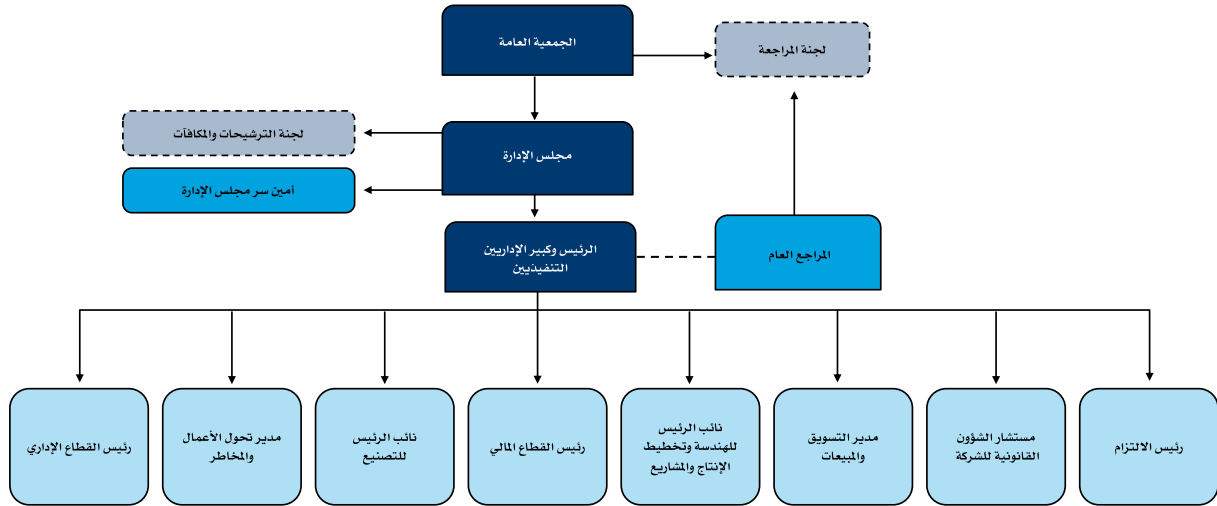 الجمعية العامة
لجنة المراجعة
لجنة الترشيحات والمكافآت
مجلس الإدارة
أمين سر مجلس الإدارة
الرئيس وكبير الإداريين
التنفيذيين
المراجع العام
رئيس الالتزام
مستشار الشؤون
القانونية للشركة
مدير التسويق
والمبيعات
نائب الرئيس
للهندسة وتخطيط
الإنتاج والمشاريع
رئيس القطاع المالي
نائب الرئيس
للتصنيع
مدير تحول الأعمال
والمخاطر
رئيس القطاع الإداري